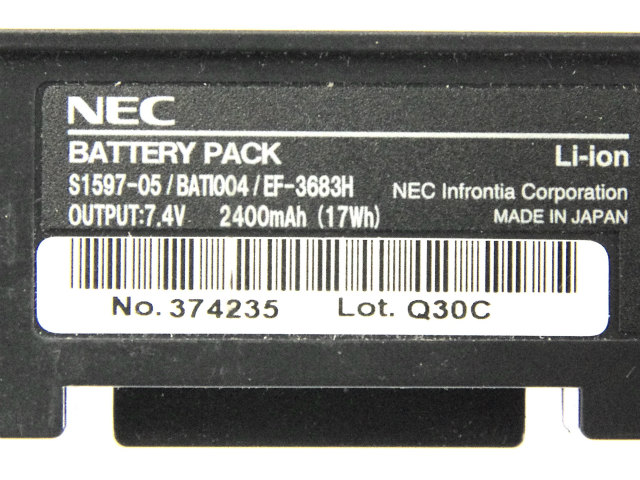 NEC
BATTERY PACK Li-ion
S1597-05/BATI004/EF-3683H NEC Infrontia Corporation
OUTPUT:7.4V 2400mAh (17Wh) MADE IN JAPAN
No. 374235 Lot. Q30C